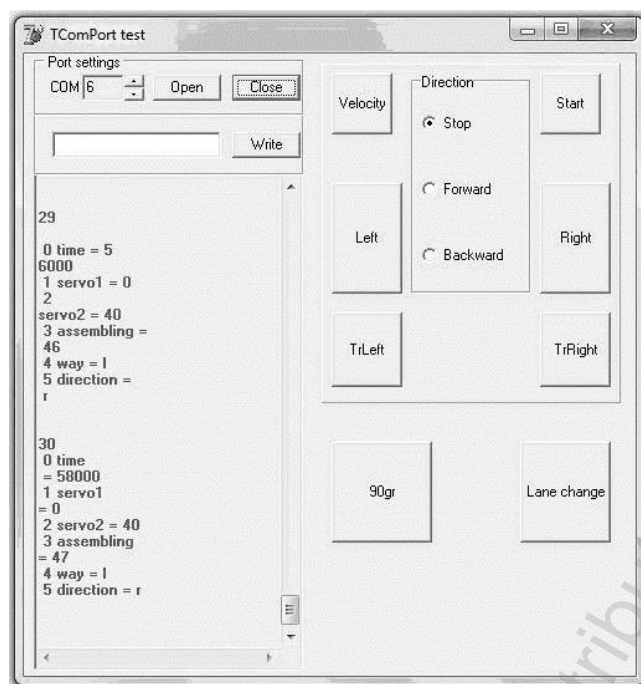 TComPort test
Port settings
COM 6
Open
Close
Write
29
0 time = 5
6000
1 servo1 = 0
2
servo2 = 40
3 assembling =
46
4 way = l
5 direction =
r
30
0 time
= 58000
1 servo1
= 0
2 servo2 = 40
3 assembling
= 47
4 way = l
5 direction = r
Velocity
Direction
Stop
Forward
Backward
Start
Left
Right
TrLeft
TrRight
90gr
Lane change